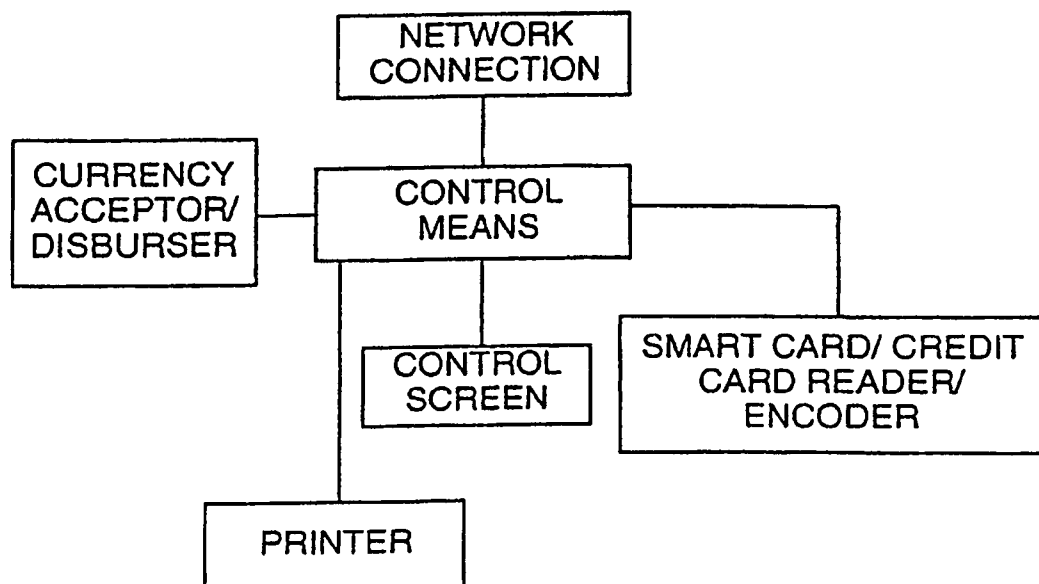 NETWORK
CONNECTION
CURRENCY
ACCEPTOR/
DISBURSER
CONTROL
MEANS
CONTROL
SCREEN
SMART CARD/ CREDIT
CARD READER/
ENCODER
PRINTER